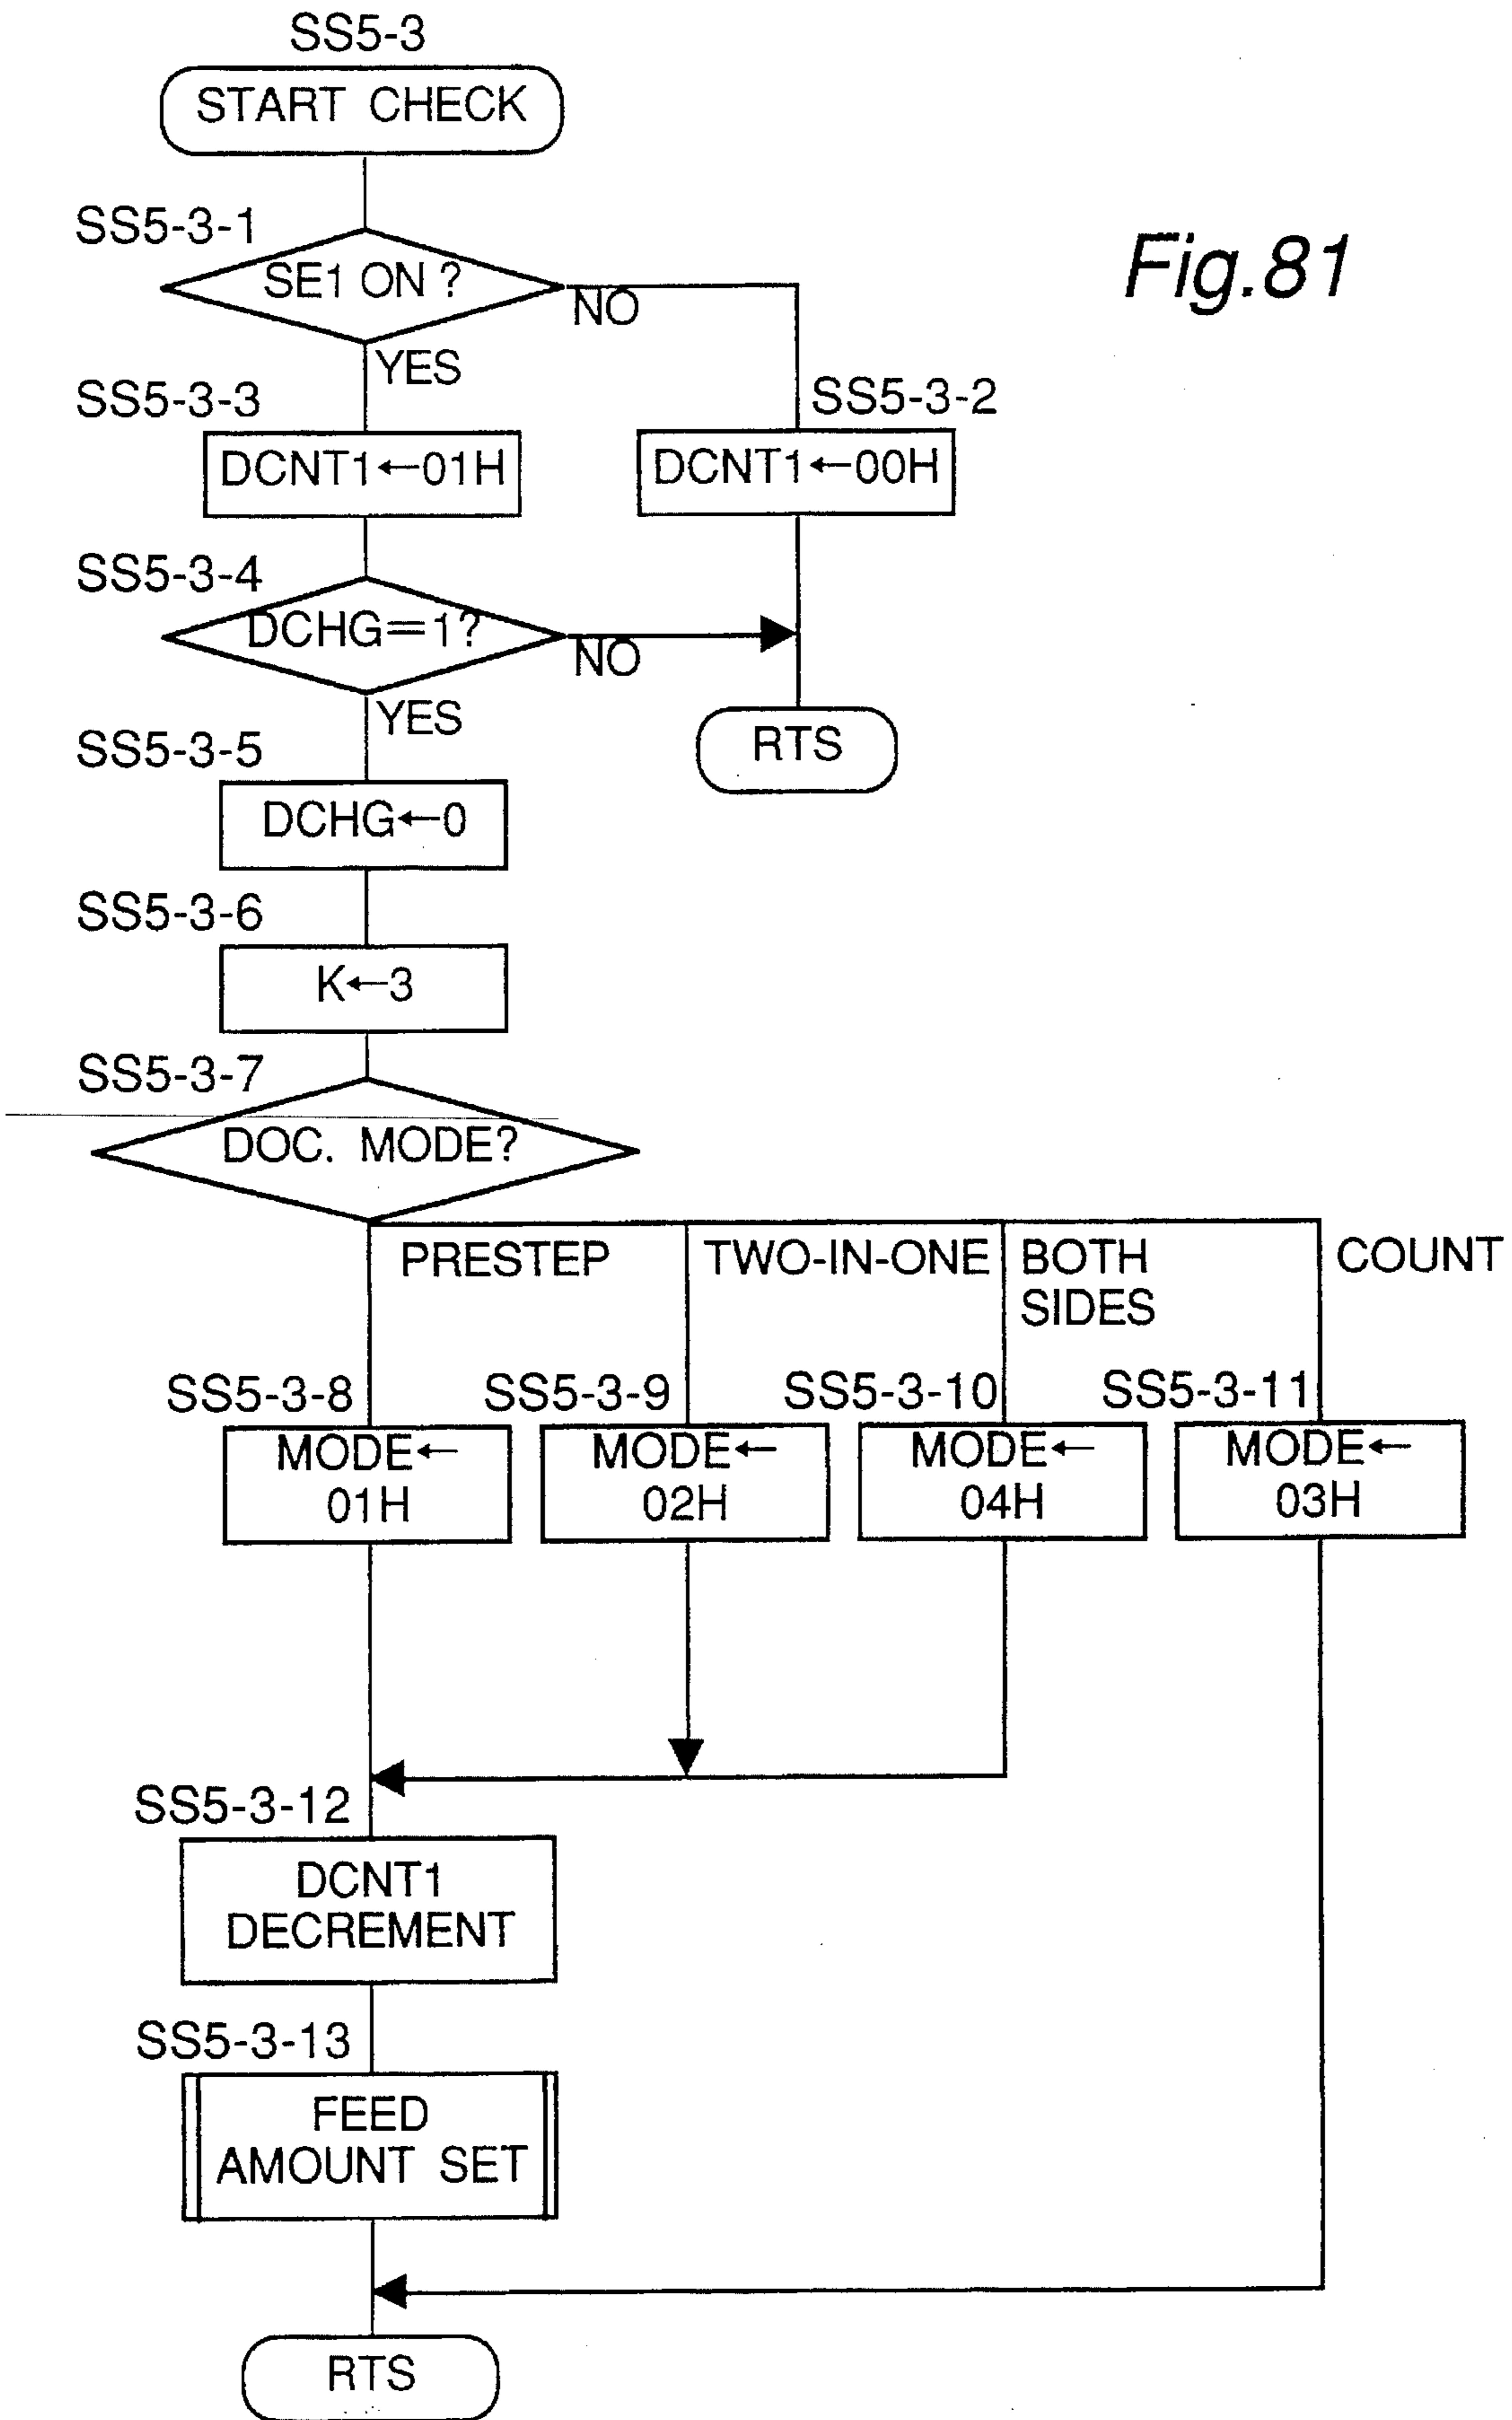 SS5-3
START CHECK
Fig.81
SS5-3-1
SE1 ON ?
NO
YES
SS5-3-3
SS5-3-2
DCNT1←01H
DCNT1←00H
SS5-3-4
DCHG=1?
NO
YES
RTS
SS5-3-5
DCHG←0
SS5-3-6
K←3
SS5-3-7
DOC. MODE?
PRESTEP
TWO-IN-ONE
BOTH
SIDES
COUNT
SS5-3-8
SS5-3-9
SS5-3-10
SS5-3-11
MODE←
01H
MODE←
02H
MODE←
04H
MODE←
03H
SS5-3-12
DCNT1
DECREMENT
SS5-3-13
FEED
AMOUNT SET
RTS